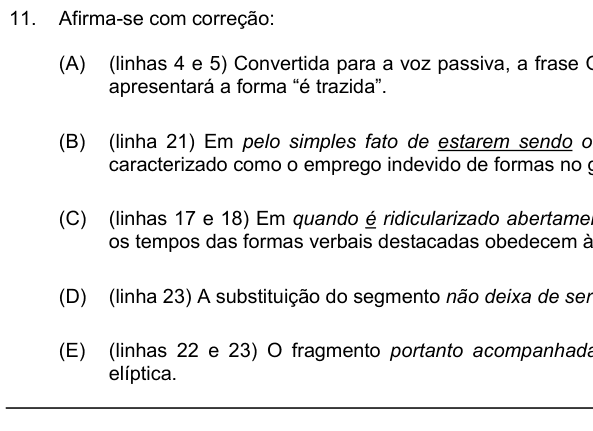 11. Afirma-se com correção:
(A) (linhas 4 e 5) Convertida para a voz passiva, a frase
apresentará a forma “é trazida”.
(B) (linha 21) Em pelo simples fato de estarem sendo o
caracterizado como o emprego indevido de formas no
(C) (linhas 17 e 18) Em quando é ridicularizado abertame
os tempos das formas verbais destacadas obedecem à
(D) (linha 23) A substituição do segmento não deixa de ser
(E) (linhas 22 e 23) O fragmento portanto acompanhada
elíptica.